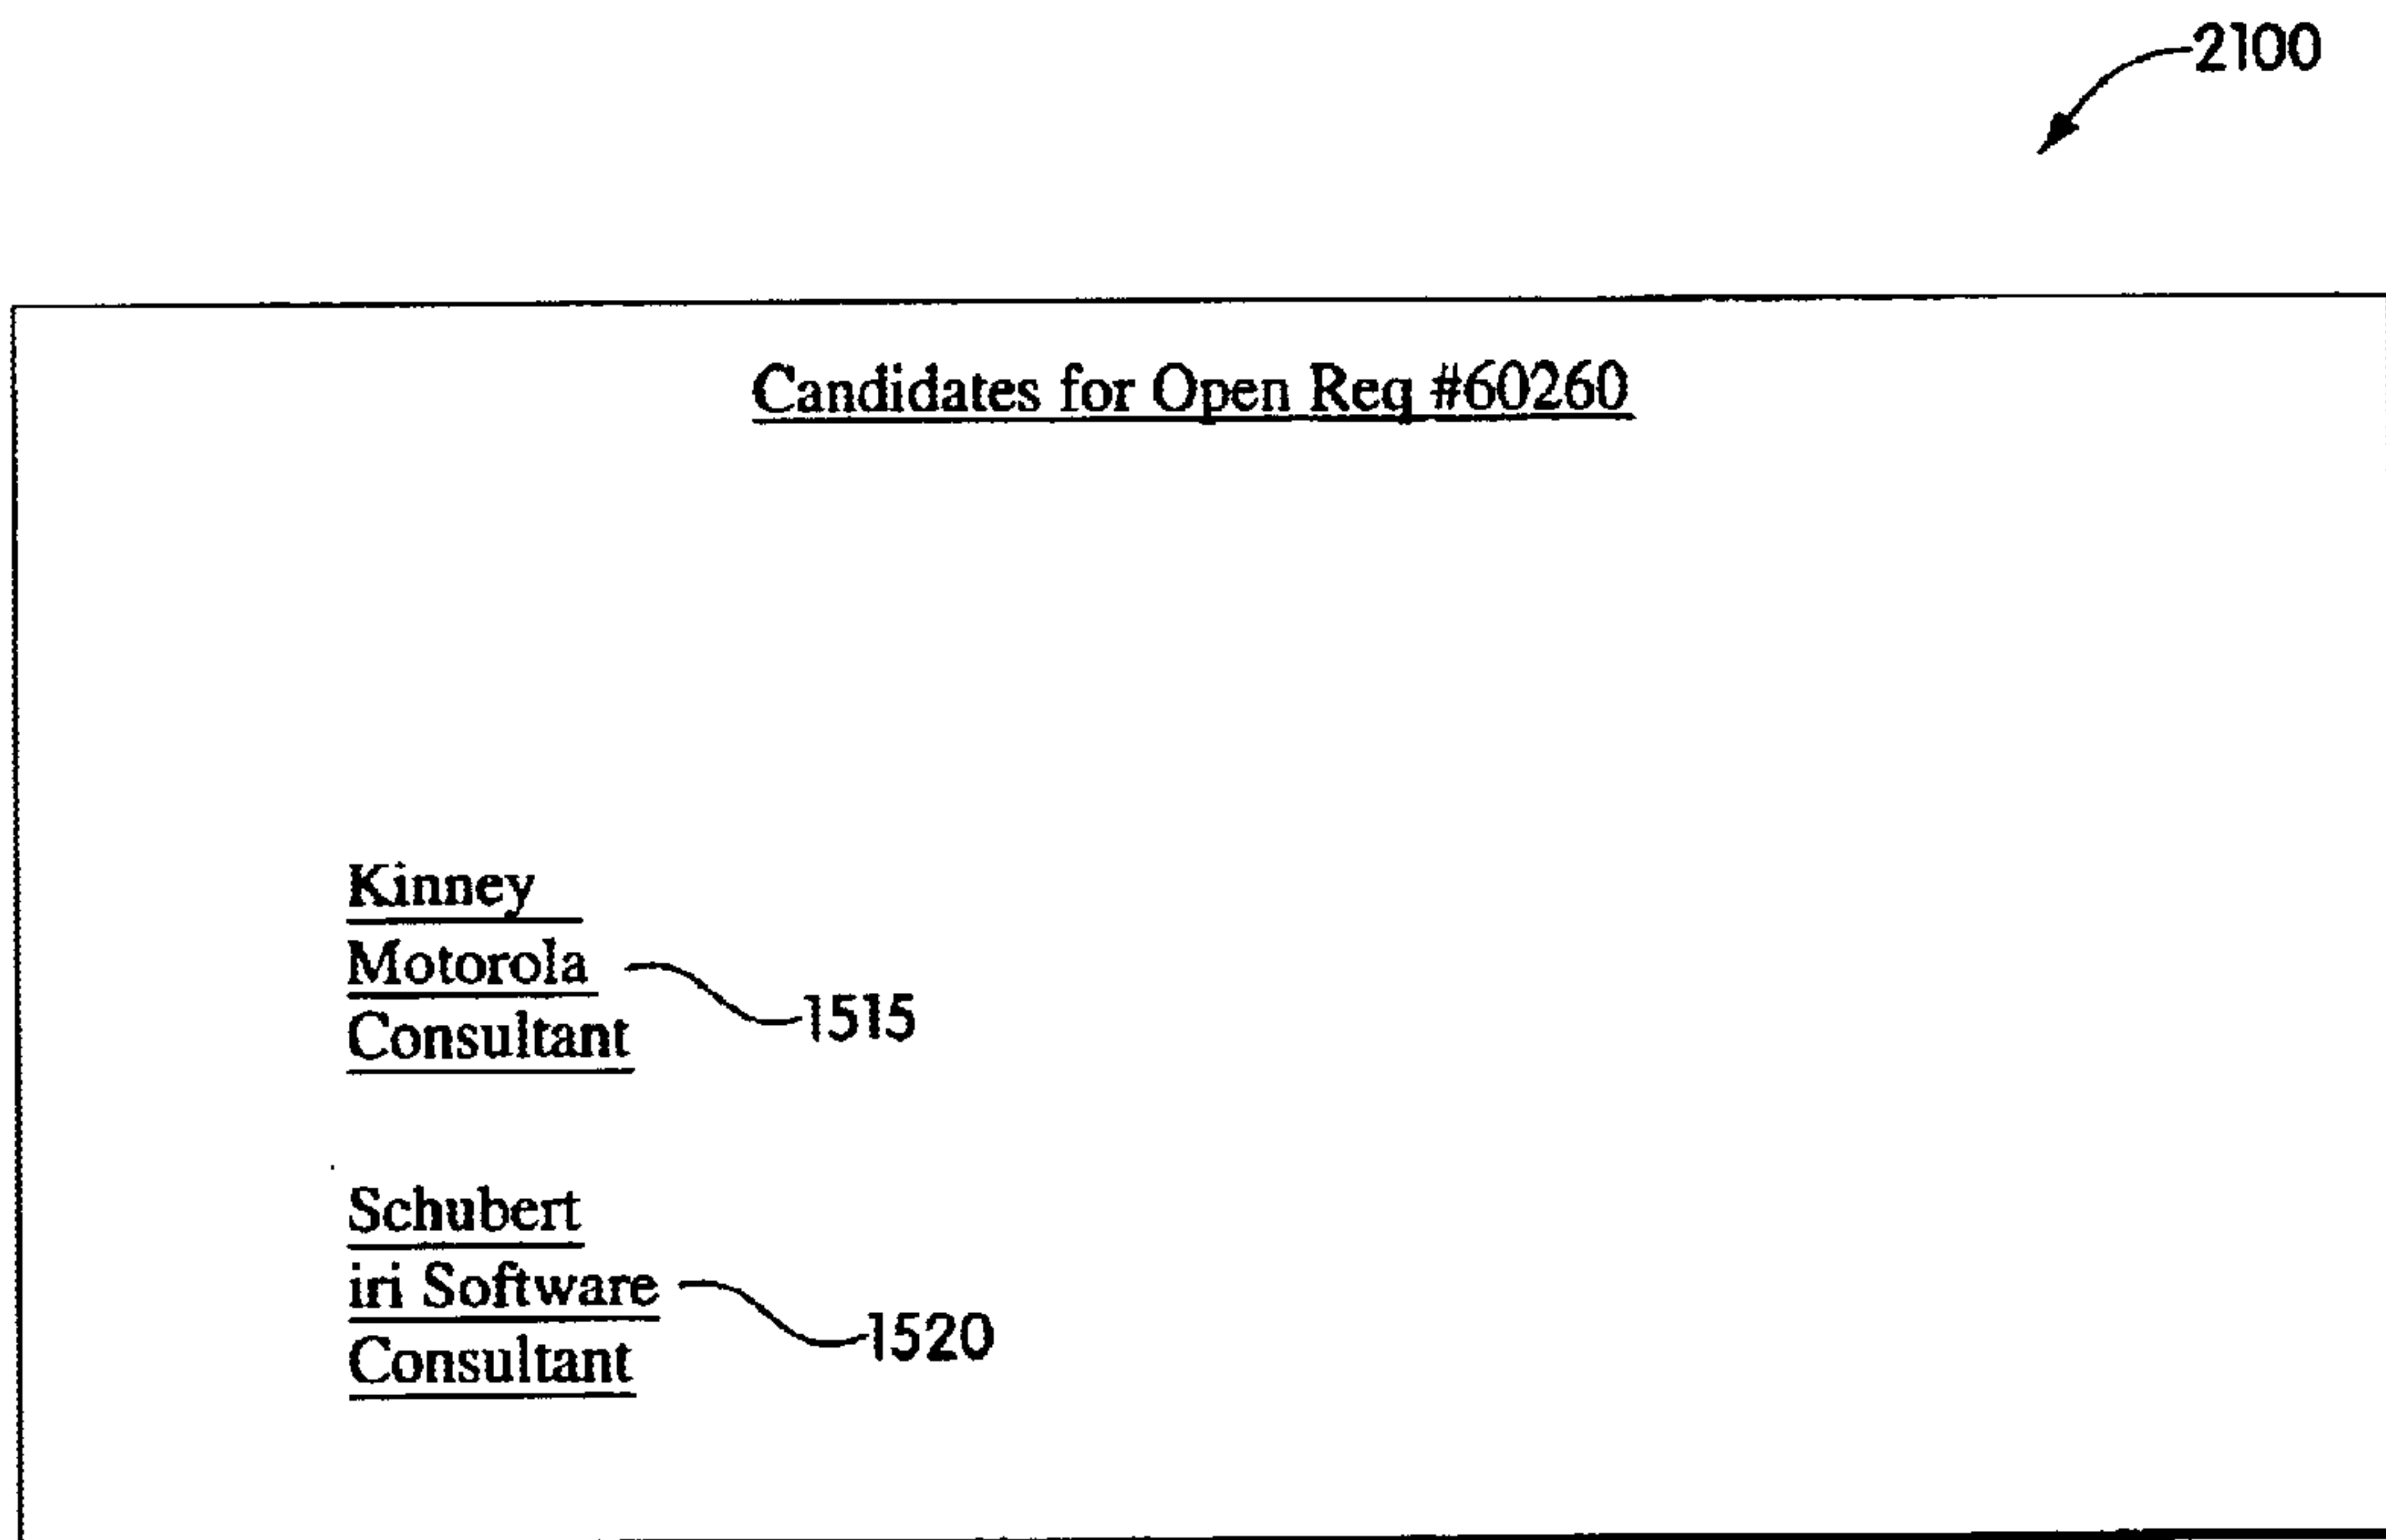 2100
Candidates for Open Req #60260
Kinney
Motorola
Consultant
1515
Schubert
iri Software
Consultant
1520